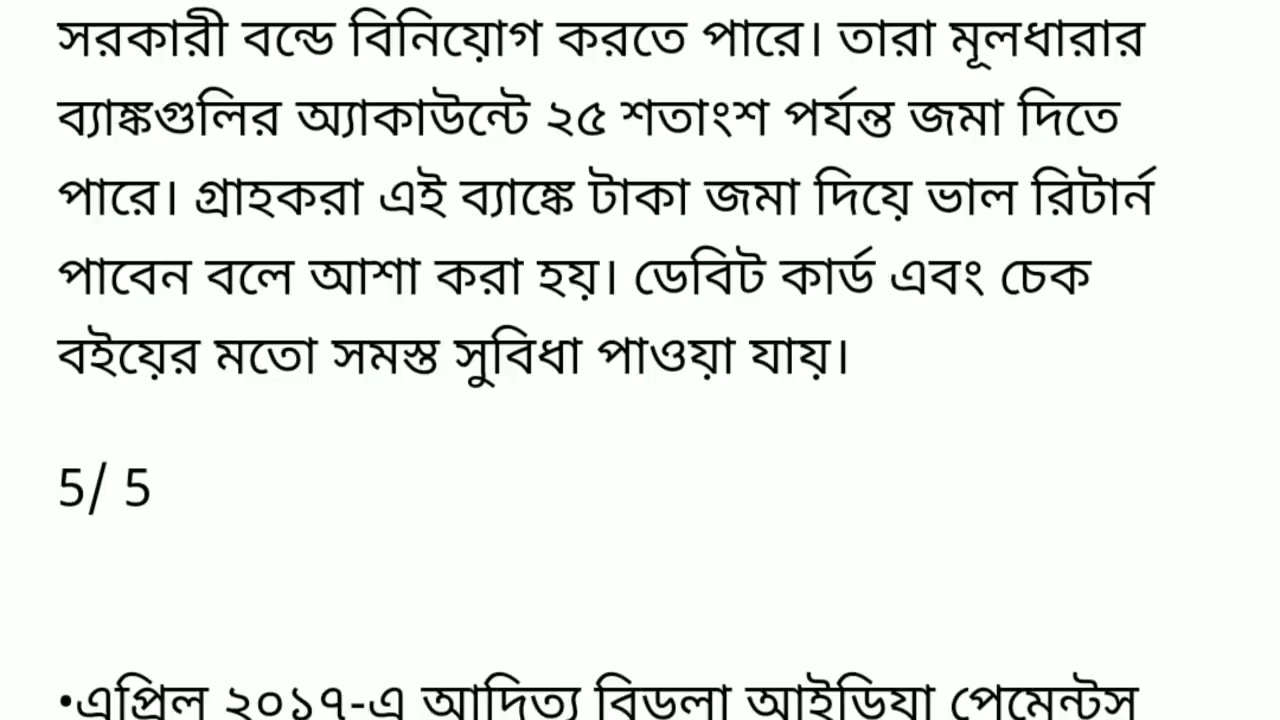 সরকারী বন্ডে বিনিয়োগ করতে পারে। তারা মূলধারার
ব্যাঙ্কগুলির অ্যাকাউন্টে ২৫ শতাংশ পর্যন্ত জমা দিতে
পারে। গ্রাহকরা এই ব্যাঙ্কে টাকা জমা দিয়ে ভাল রিটার্ন
পাবেন বলে আশা করা হয়। ডেবিট কার্ড এবং চেক
বইয়ের মতো সমস্ত সুবিধা পাওয়া যায়।
5/ 5
•এপ্রিল ২০১৭-এ আদিত্য বিড়লা আইডিয়া পেমেন্টস